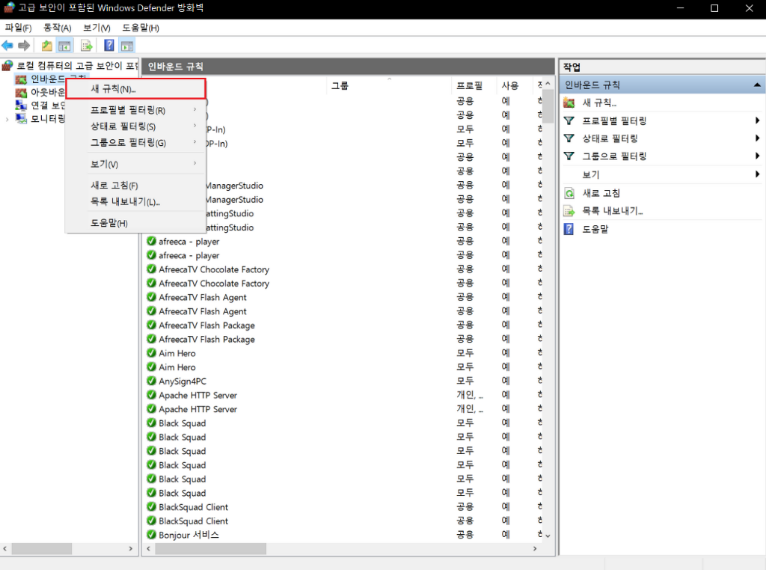 고급 보안이 포함된 Windows Defender 방화벽
파일(F) 동작(A) 보기(V) 도움말(H)
로컬 컴퓨터의 고급 보안이 포
인바운드 규칙
아웃바운
연결 보안
모니터링
새 규칙(N)...
프로필별 필터링(R)
상태로 필터링(S)
그룹으로 필터링(G)
보기(V)
새로 고침(F)
목록 내보내기(L)...
도움말(H)
인바운드 규칙
그룹 프로필 사용
) 공용 예
) 공용 예
P-In) 모두 예
P-In) 모두 예
공용 예
공용 예
ManagerStudio 공용 예
ManagerStudio 공용 예
attingStudio 공용 예
attingStudio 공용 예
afreeca - player 공용 예
afreeca - player 공용 예
AfreecaTV Chocolate Factory 공용 예
AfreecaTV Chocolate Factory 공용 예
AfreecaTV Flash Agent 공용 예
AfreecaTV Flash Agent 공용 예
AfreecaTV Flash Package 공용 예
AfreecaTV Flash Package 공용 예
Aim Hero 모두 예
Aim Hero 모두 예
AnySign4PC 모두 예
Apache HTTP Server 개인, ... 예
Apache HTTP Server 개인, ... 예
Black Squad 모두 예
Black Squad 모두 예
Black Squad 모두 예
Black Squad 모두 예
Black Squad 모두 예
Black Squad 모두 예
BlackSquad Client 공용 예
BlackSquad Client 공용 예
Bonjour 서비스 공용 예
작업
인바운드 규칙
새 규칙...
프로필별 필터링
상태로 필터링
그룹으로 필터링
보기
새로 고침
목록 내보내기...
도움말